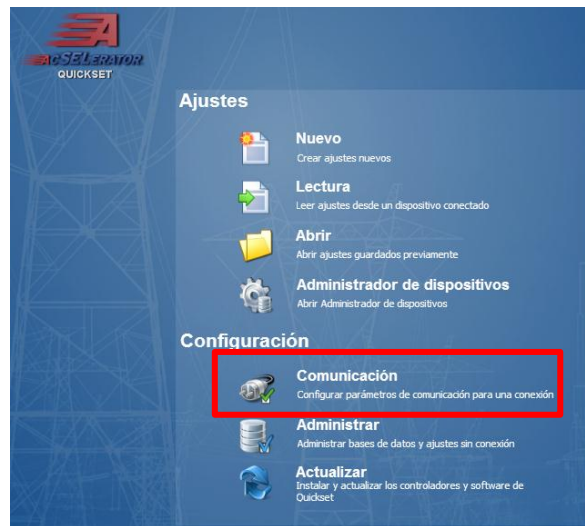 ACSELERATOR
QUICKSET
Ajustes
Nuevo
Crear ajustes nuevos
Lectura
Leer ajustes desde un dispositivo conectado
Abrir
Abrir ajustes guardados previamente
Administrador de dispositivos
Abrir Administrador de dispositivos
Configuración
Comunicación
Configurar parámetros de comunicación para una conexión
Administrar
Administrar bases de datos y ajustes sin conexión
Actualizar
Instalar y actualizar los controladores y software de
Quickset